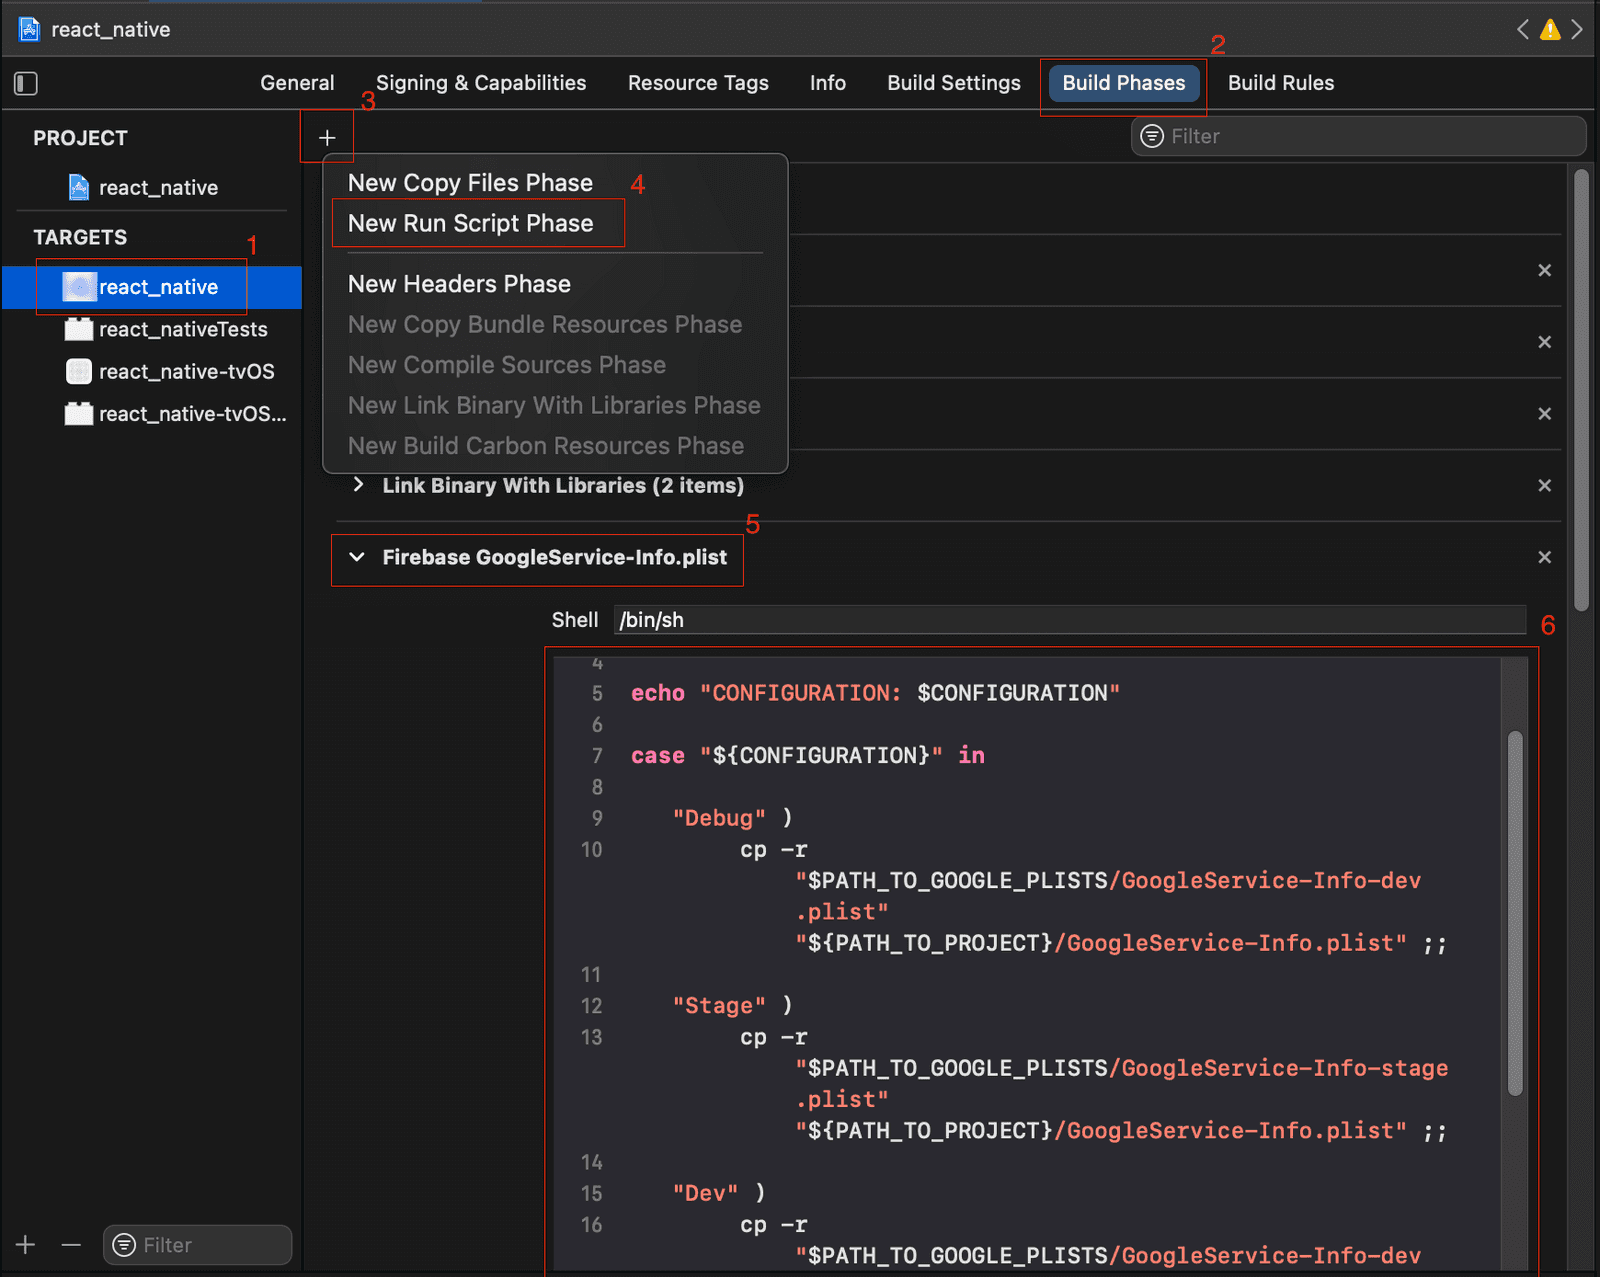 react_native
2
General Signing & Capabilities Resource Tags Info Build Settings Build Phases Build Rules
3
PROJECT
+
Filter
react_native
New Copy Files Phase
4
New Run Script Phase
TARGETS
1
react_native
New Headers Phase
react_nativeTests
New Copy Bundle Resources Phase
react_native-tvOS
New Compile Sources Phase
react_native-tvOS...
New Link Binary With Libraries Phase
New Build Carbon Resources Phase
Link Binary With Libraries (2 items)
5
Firebase GoogleService-Info.plist
Shell /bin/sh
6
4
5 echo "CONFIGURATION: $CONFIGURATION"
6
7 case "${CONFIGURATION}" in
8
9 "Debug" )
10 cp -r
"$PATH_TO_GOOGLE_PLISTS/GoogleService-Info-dev
.plist"
"${PATH_TO_PROJECT}/GoogleService-Info.plist" ;;
11
12 "Stage" )
13 cp -r
"$PATH_TO_GOOGLE_PLISTS/GoogleService-Info-stage
.plist"
"${PATH_TO_PROJECT}/GoogleService-Info.plist" ;;
14
15 "Dev" )
16 cp -r
"$PATH_TO_GOOGLE_PLISTS/GoogleService-Info-dev
Filter